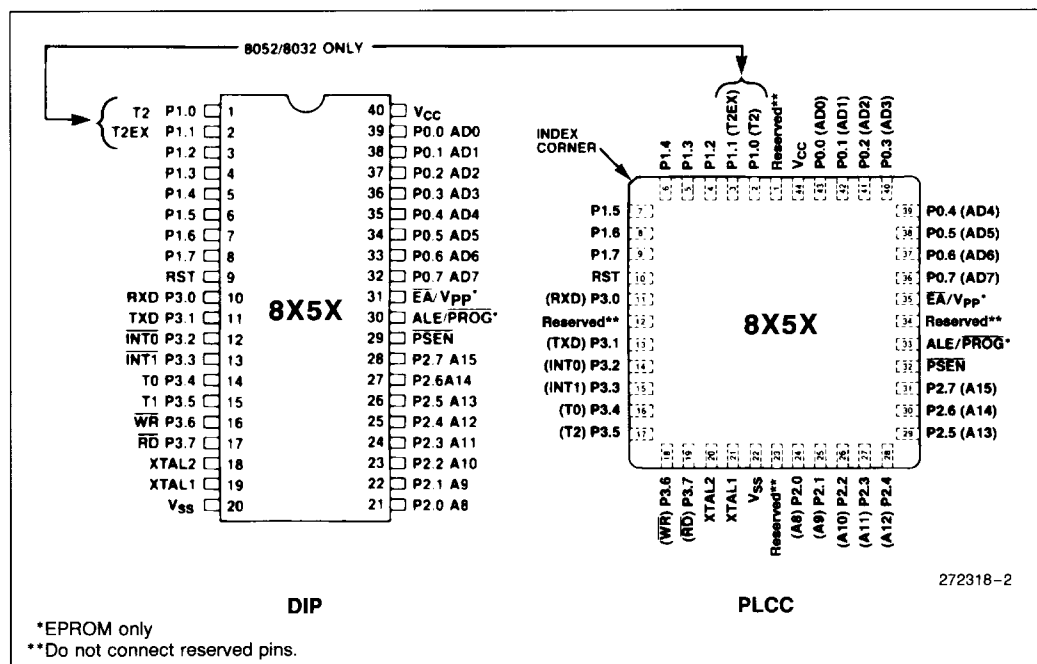 8052/8032 ONLY
T2 P1.0 1
T2EX P1.1 2
P1.2 3
P1.3 4
P1.4 5
P1.5 6
P1.6 7
P1.7 8
RST 9
RXD P3.0 10
TXD P3.1 11
INT0 P3.2 12
INT1 P3.3 13
T0 P3.4 14
T1 P3.5 15
WR P3.6 16
RD P3.7 17
XTAL2 18
XTAL1 19
VSS 20
8X5X
40 VCC
39 P0.0 AD0
38 P0.1 AD1
37 P0.2 AD2
36 P0.3 AD3
35 P0.4 AD4
34 P0.5 AD5
33 P0.6 AD6
32 P0.7 AD7
31 EA/VPP*
30 ALE/PROG*
29 PSEN
28 P2.7 A15
27 P2.6A14
26 P2.5 A13
25 P2.4 A12
24 P2.3 A11
23 P2.2 A10
22 P2.1 A9
21 P2.0 A8
DIP
INDEX
CORNER
P1.4 6
P1.3 5
P1.2 4
P1.1 (T2EX) 3
P1.0 (T2) 2
Reserved** 1
VCC 44
P0.0 (AD0) 43
P0.1 (AD1) 42
P0.2 (AD2) 41
P0.3 (AD3) 40
P1.5 7
P1.6 8
P1.7 9
RST 10
(RXD) P3.0 11
Reserved** 12
(TXD) P3.1 13
(INT0) P3.2 14
(INT1) P3.3 15
(T0) P3.4 16
(T2) P3.5 17
8X5X
39 P0.4 (AD4)
38 P0.5 (AD5)
37 P0.6 (AD6)
36 P0.7 (AD7)
35 EA/VPP*
34 Reserved**
33 ALE/PROG*
32 PSEN
31 P2.7 (A15)
30 P2.6 (A14)
29 P2.5 (A13)
18 (WR) P3.6
19 (RD) P3.7
20 XTAL2
21 XTAL1
22 VSS
23 Reserved**
24 (A8) P2.0
25 (A9) P2.1
26 (A10) P2.2
27 (A11) P2.3
28 (A12) P2.4
272318–2
PLCC
*EPROM only
**Do not connect reserved pins.